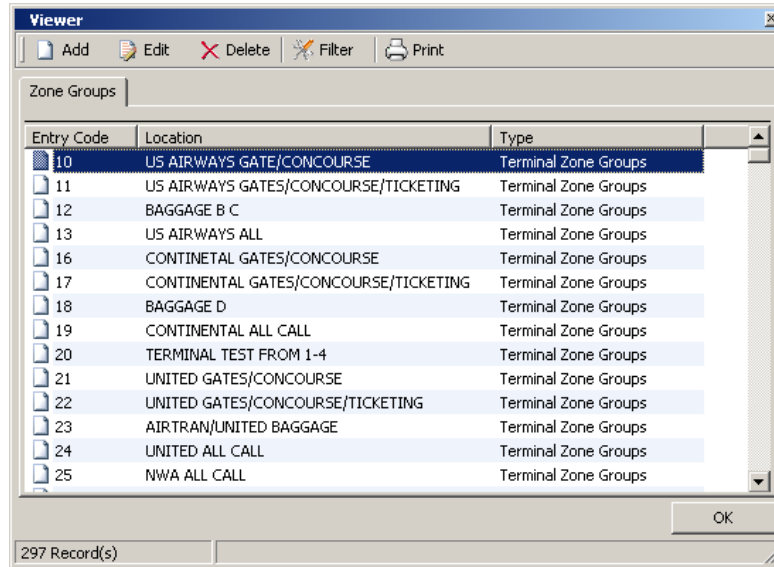 Viewer
Add Edit Delete Filter Print
Zone Groups
Entry Code Location Type
10 US AIRWAYS GATE/CONCOURSE Terminal Zone Groups
11 US AIRWAYS GATES/CONCOURSE/TICKETING Terminal Zone Groups
12 BAGGAGE B C Terminal Zone Groups
13 US AIRWAYS ALL Terminal Zone Groups
16 CONTINETAL GATES/CONCOURSE Terminal Zone Groups
17 CONTINENTAL GATES/CONCOURSE/TICKETING Terminal Zone Groups
18 BAGGAGE D Terminal Zone Groups
19 CONTINENTAL ALL CALL Terminal Zone Groups
20 TERMINAL TEST FROM 1-4 Terminal Zone Groups
21 UNITED GATES/CONCOURSE Terminal Zone Groups
22 UNITED GATES/CONCOURSE/TICKETING Terminal Zone Groups
23 AIRTRAN/UNITED BAGGAGE Terminal Zone Groups
24 UNITED ALL CALL Terminal Zone Groups
25 NWA ALL CALL Terminal Zone Groups
OK
297 Record(s)